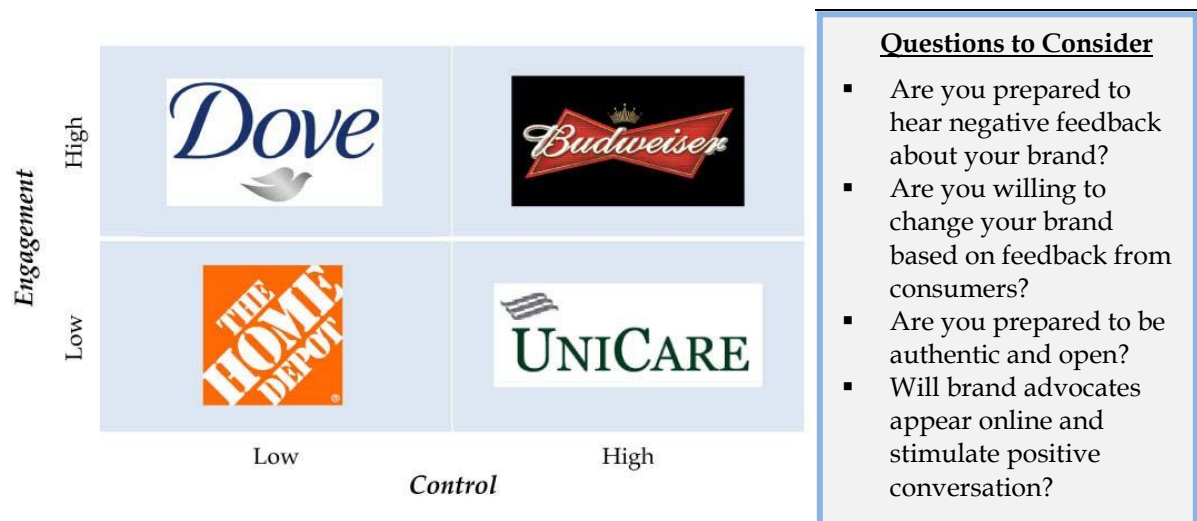 Engagement
High
Low
Dove
Budweiser
THE
HOME
DEPOT
®
UNICARE
Low
High
Control
Questions to Consider
▪ Are you prepared to
hear negative feedback
about your brand?
▪ Are you willing to
change your brand
based on feedback from
consumers?
▪ Are you prepared to be
authentic and open?
▪ Will brand advocates
appear online and
stimulate positive
conversation?